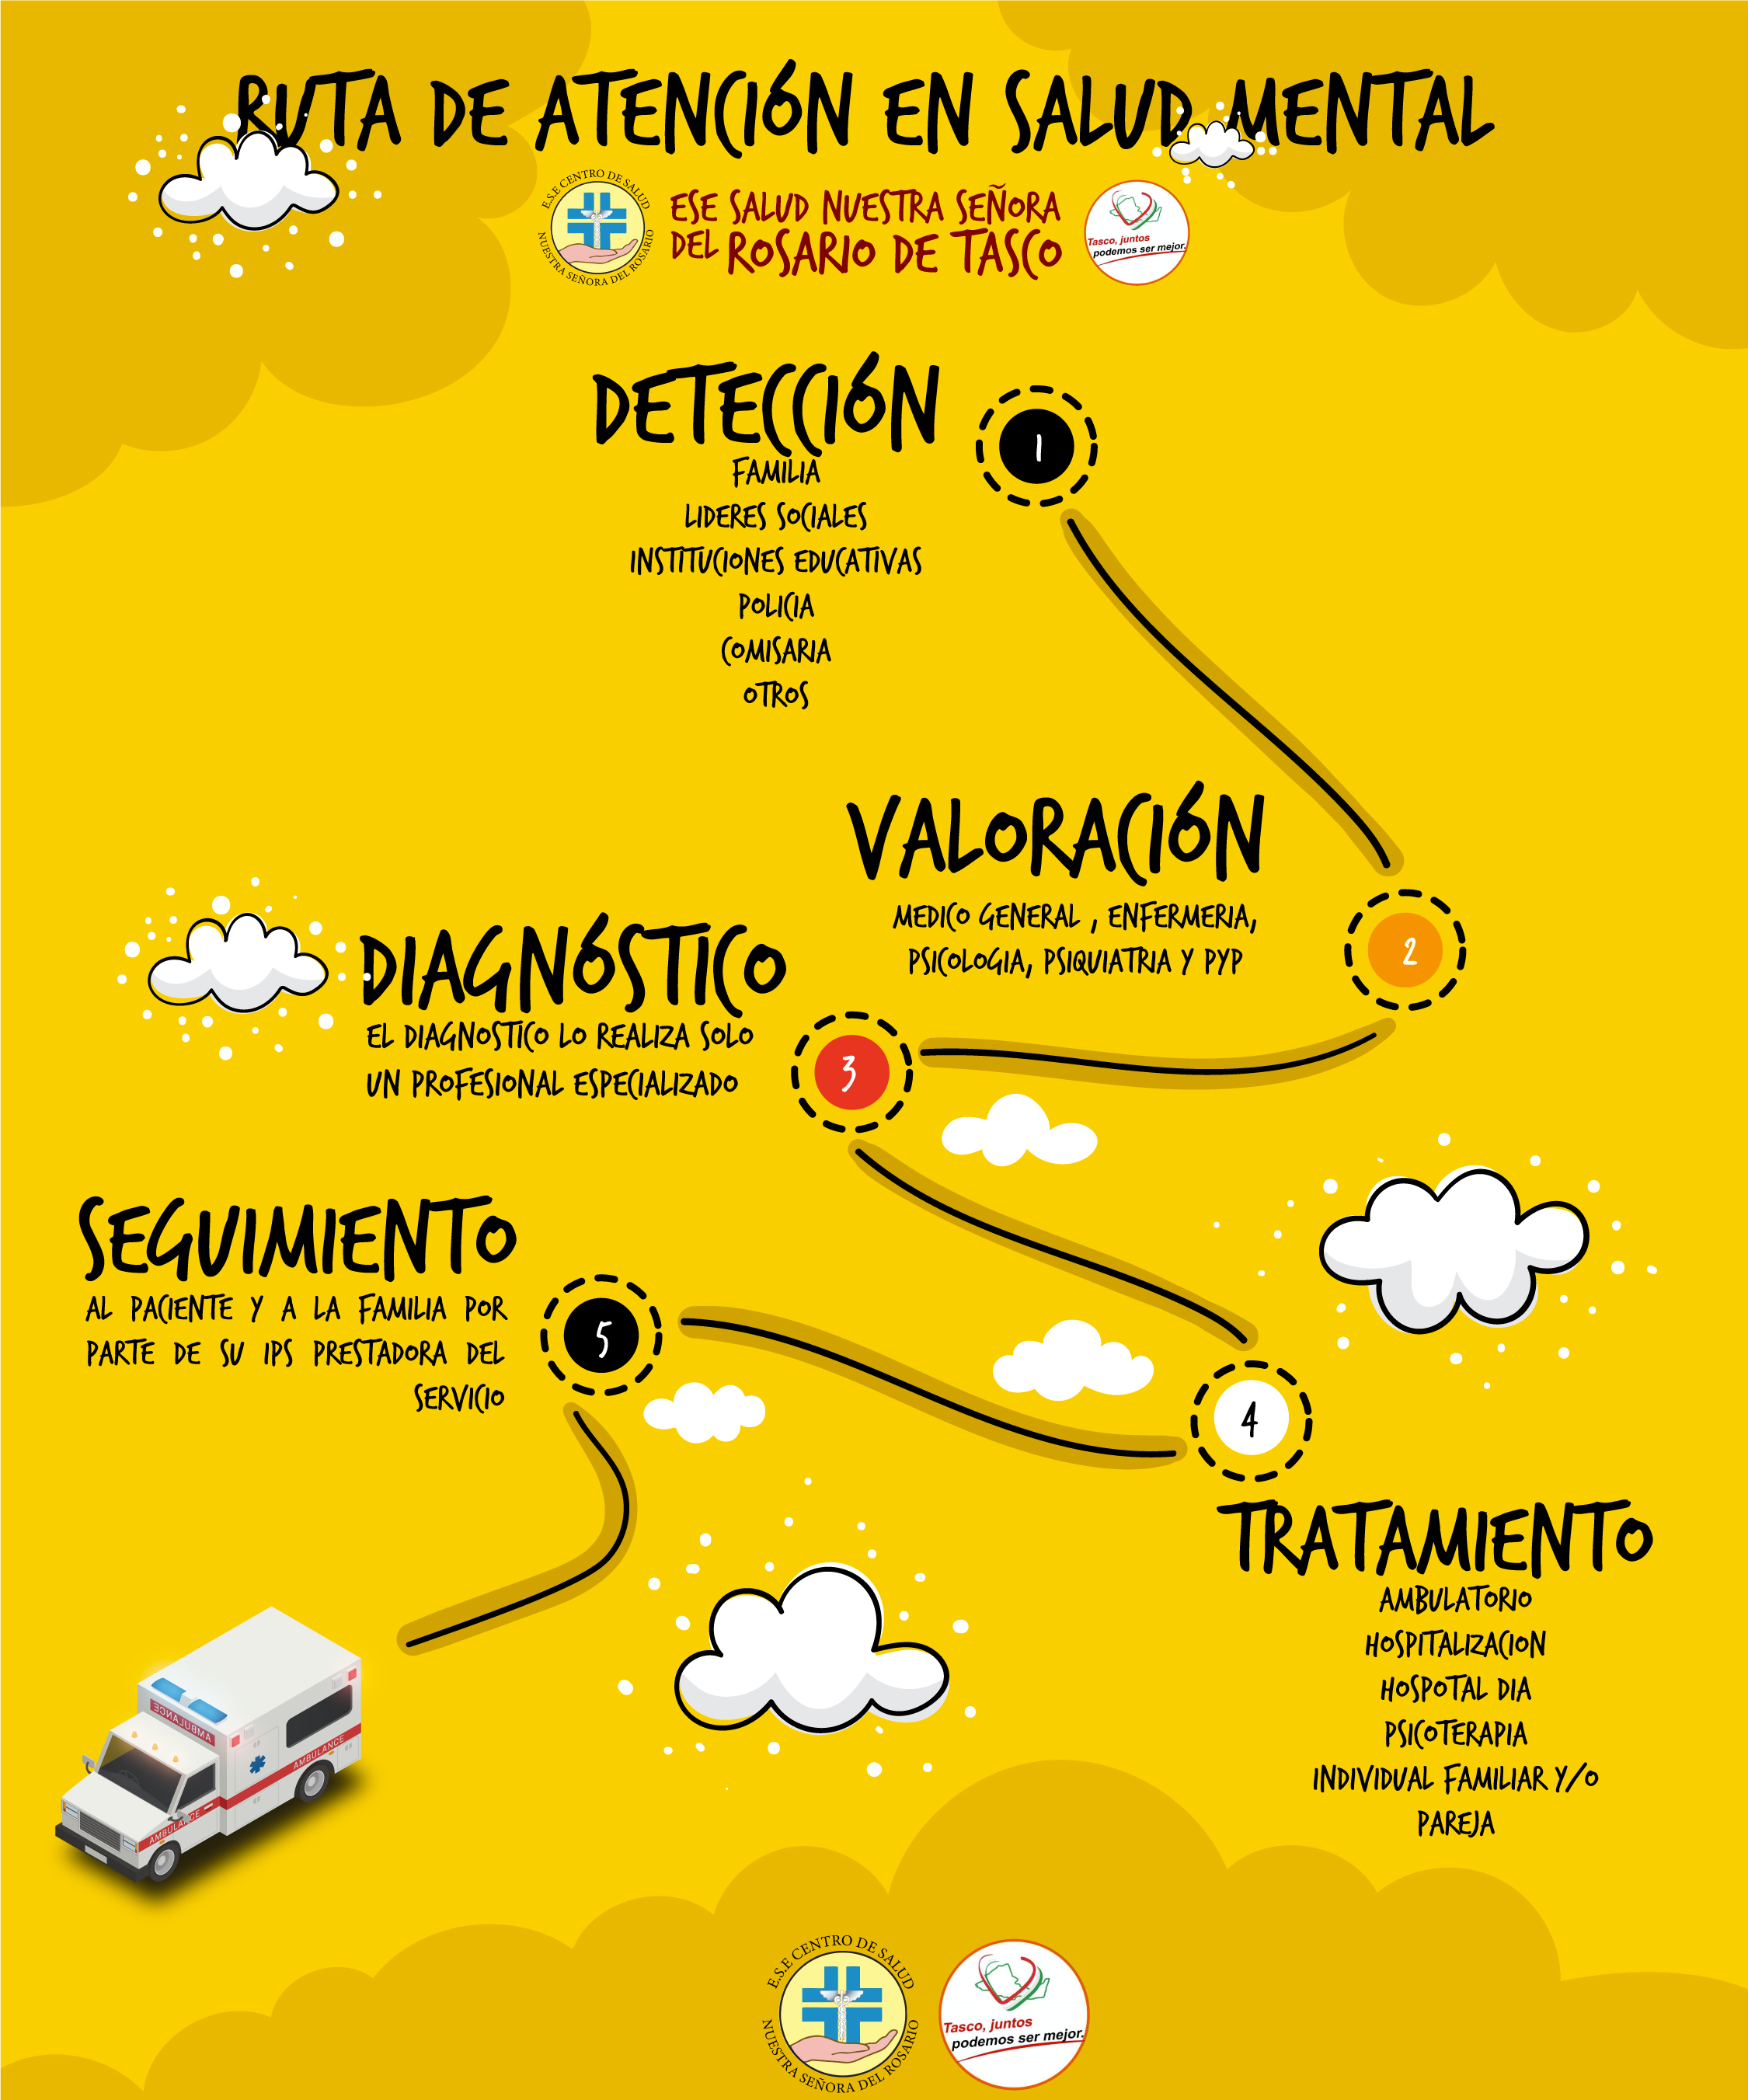 RUTA DE ATENCIÓN EN SALUD MENTAL
E.S.E CENTRO DE SALUD
NUESTRA SEÑORA DEL ROSARIO
ESE SALUD NUESTRA SEÑORA
DEL ROSARIO DE TASCO
Tasco, juntos
podemos ser mejor.
DETECCIÓN
1
FAMILIA
LIDERES SOCIALES
INSTITUCIONES EDUCATIVAS
POLICIA
COMISARIA
OTROS
VALORACIÓN
MEDICO GENERAL , ENFERMERIA,
PSICOLOGIA, PSIQUIATRIA Y PYP
2
DIAGNÓSTICO
EL DIAGNOSTICO LO REALIZA SOLO
UN PROFESIONAL ESPECIALIZADO
3
SEGUIMIENTO
AL PACIENTE Y A LA FAMILIA POR
PARTE DE SU IPS PRESTADORA DEL
SERVICIO
5
4
TRATAMIENTO
AMBULATORIO
HOSPITALIZACION
HOSPOTAL DIA
PSICOTERAPIA
INDIVIDUAL FAMILIAR Y/O
PAREJA
AMBULANCE
AMBULANCE
AMBULANCE
E.S.E CENTRO DE SALUD
NUESTRA SEÑORA DEL ROSARIO
Tasco, juntos
podemos ser mejor.